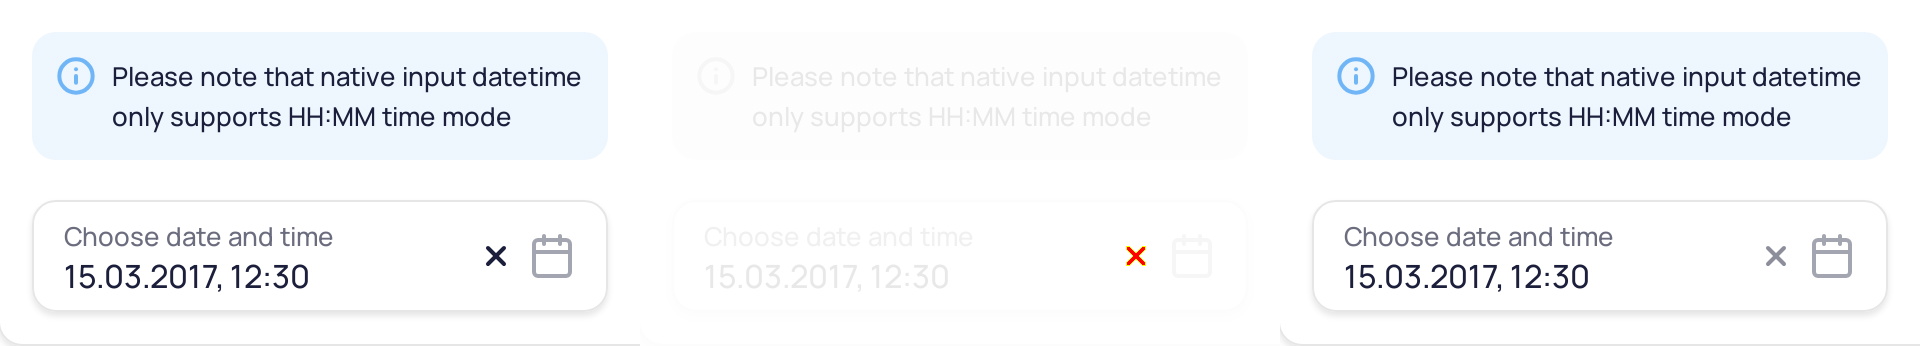 Please note that native input datetime
only supports HH:MM time mode
Choose date and time
15.03.2017, 12:30
Please note that native input datetime
only supports HH:MM time mode
Choose date and time
15.03.2017, 12:30
Please note that native input datetime
only supports HH:MM time mode
Choose date and time
15.03.2017, 12:30